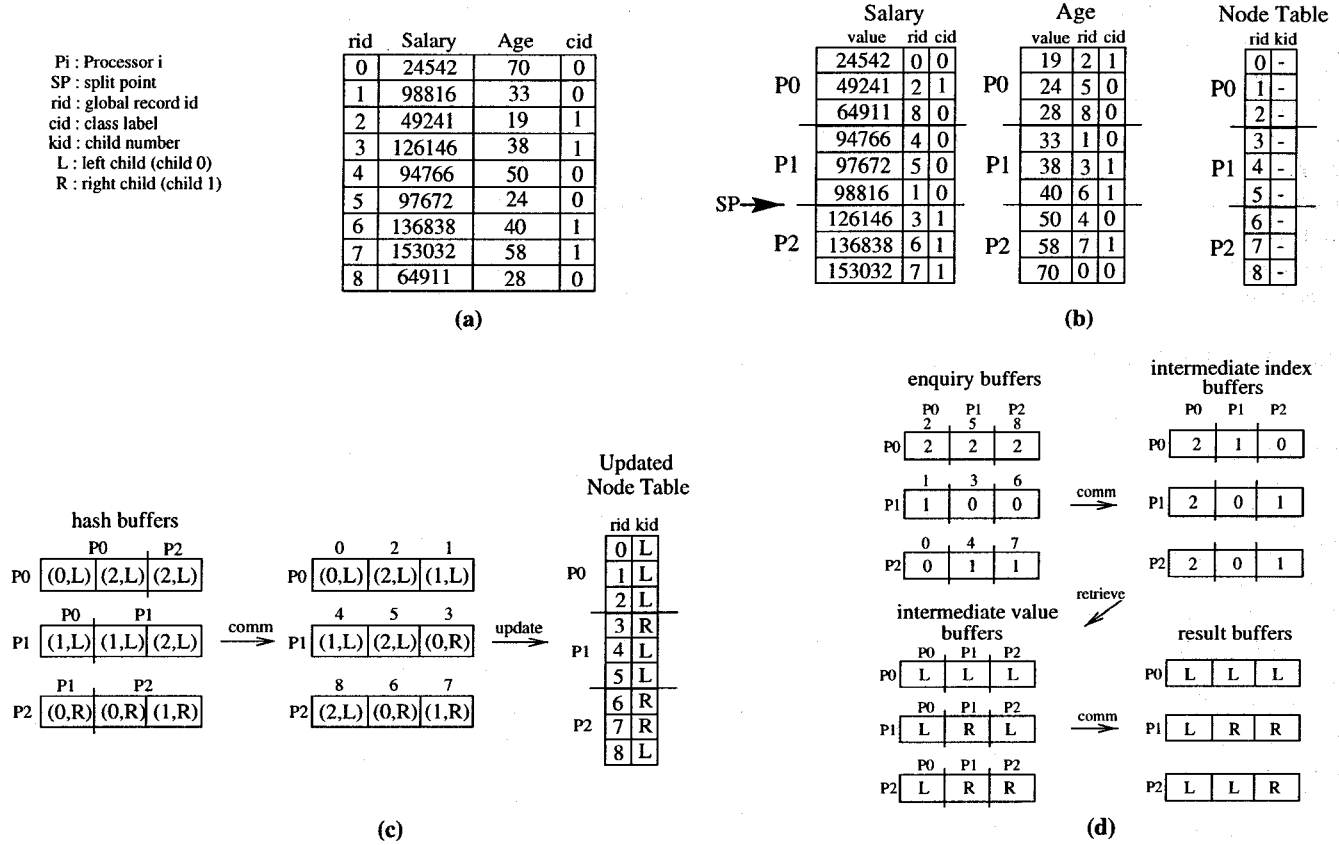 Pi : Processor i
SP : split point
rid : global record id
cid : class label
kid : child number
L : left child (child 0)
R : right child (child 1)
rid Salary Age cid
0 24542 70 0
1 98816 33 0
2 49241 19 1
3 126146 38 1
4 94766 50 0
5 97672 24 0
6 136838 40 1
7 153032 58 1
8 64911 28 0
(a)
Salary Age Node Table
value rid cid value rid cid rid kid
24542 0 0 19 2 1 0 -
P0 49241 2 1 P0 24 5 0 P0 1 -
64911 8 0 28 8 0 2 -
94766 4 0 33 1 0 3 -
P1 97672 5 0 P1 38 3 1 P1 4 -
98816 1 0 40 6 1 5 -
SP
126146 3 1 50 4 0 6 -
P2 136838 6 1 P2 58 7 1 P2 7 -
153032 7 1 70 0 0 8 -
(b)
hash buffers
P0 P2
P0 (0,L) (2,L) (2,L)
P0 P1
P1 (1,L) (1,L) (2,L)
P1 P2
P2 (0,R) (0,R) (1,R)
comm
0 2 1
P0 (0,L) (2,L) (1,L)
4 5 3
P1 (1,L) (2,L) (0,R)
8 6 7
P2 (2,L) (0,R) (1,R)
update
Updated
Node Table
rid kid
0 L
P0 1 L
2 L
3 R
P1 4 L
5 L
6 R
P2 7 R
8 L
(c)
enquiry buffers
P0 P1 P2
2 5 8
P0 2 2 2
1 3 6
P1 1 0 0
0 4 7
P2 0 1 1
comm
intermediate index
buffers
P0 P1 P2
P0 2 1 0
P1 2 0 1
P2 2 0 1
retrieve
intermediate value
buffers
P0 P1 P2
P0 L L L
P0 P1 P2
P1 L R L
P0 P1 P2
P2 L R R
comm
result buffers
P0 L L L
P1 L R R
P2 L L R
(d)